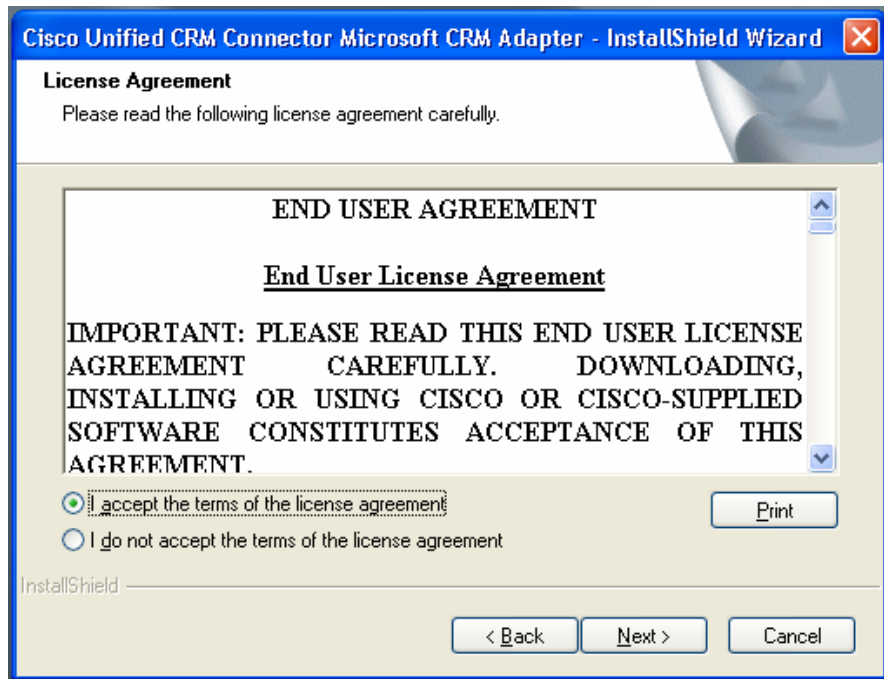 Cisco Unified CRM Connector Microsoft CRM Adapter - InstallShield Wizard
License Agreement
Please read the following license agreement carefully.
END USER AGREEMENT
End User License Agreement
IMPORTANT: PLEASE READ THIS END USER LICENSE
AGREEMENT CAREFULLY. DOWNLOADING,
INSTALLING OR USING CISCO OR CISCO-SUPPLIED
SOFTWARE CONSTITUTES ACCEPTANCE OF THIS
AGREEMENT.
I accept the terms of the license agreement
Print
I do not accept the terms of the license agreement
InstallShield
< Back
Next >
Cancel